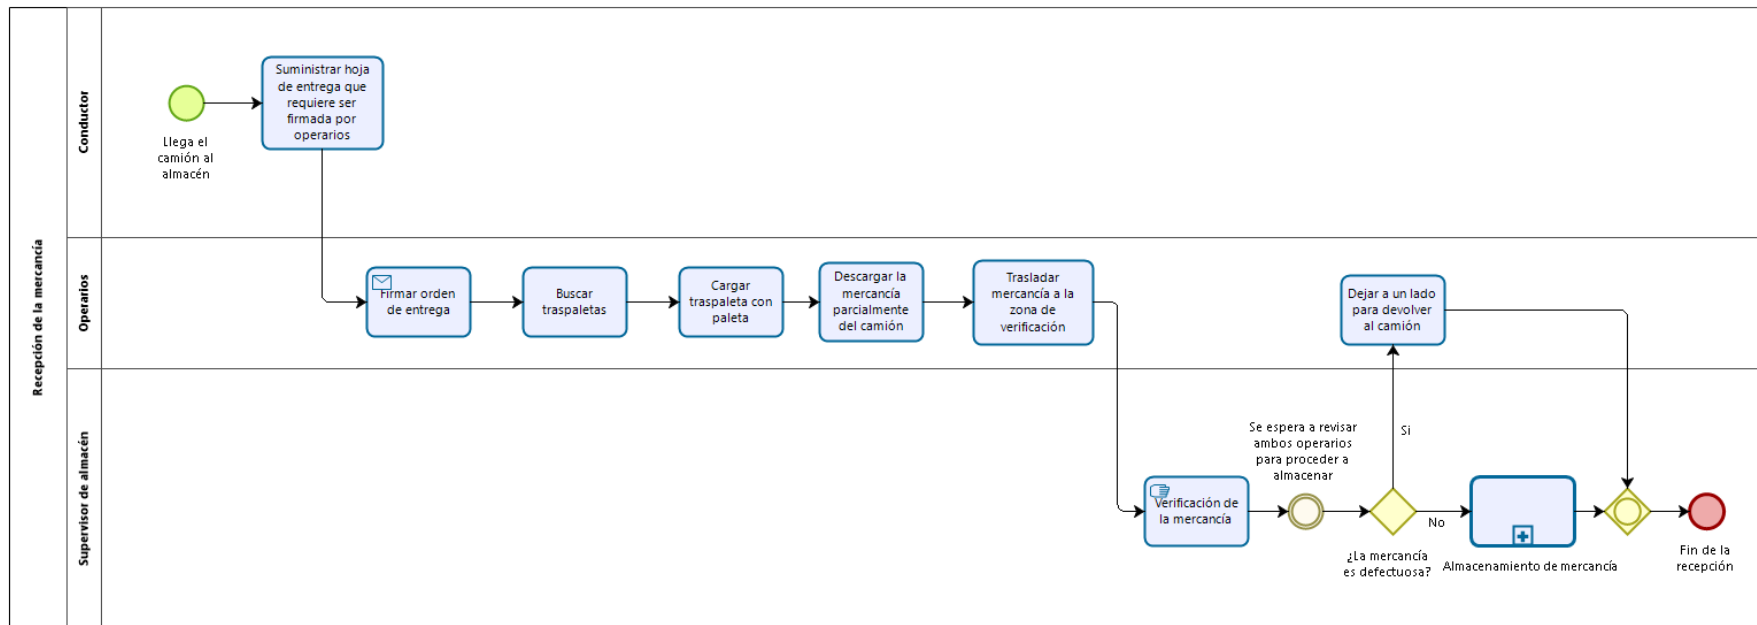 Recepción de la mercancía
Conductor
Llega el
camión al
almacén
Suministrar hoja
de entrega que
requiere ser
firmada por
operarios
Operarios
Firmar orden
de entrega
Buscar
traspaletas
Cargar
traspaleta con
paleta
Descargar la
mercancía
parcialmente
del camión
Trasladar
mercancía a la
zona de
verificación
Dejar a un lado
para devolver
al camión
Supervisor de almacén
Verificación de
la mercancía
Se espera a revisar
ambos operarios
para proceder a
almacenar
Si
No
¿La mercancía
es defectuosa?
Almacenamiento de mercancía
Fin de la
recepción